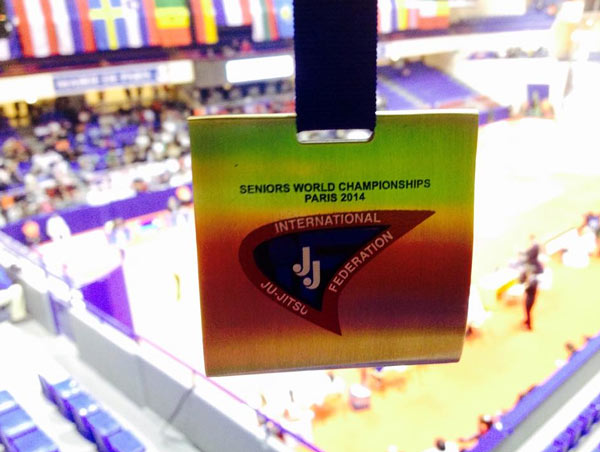 SENIORS WORLD CHAMPIONSHIPS
PARIS 2014
INTERNATIONAL
JJ
JU-JITSU
FEDERATION